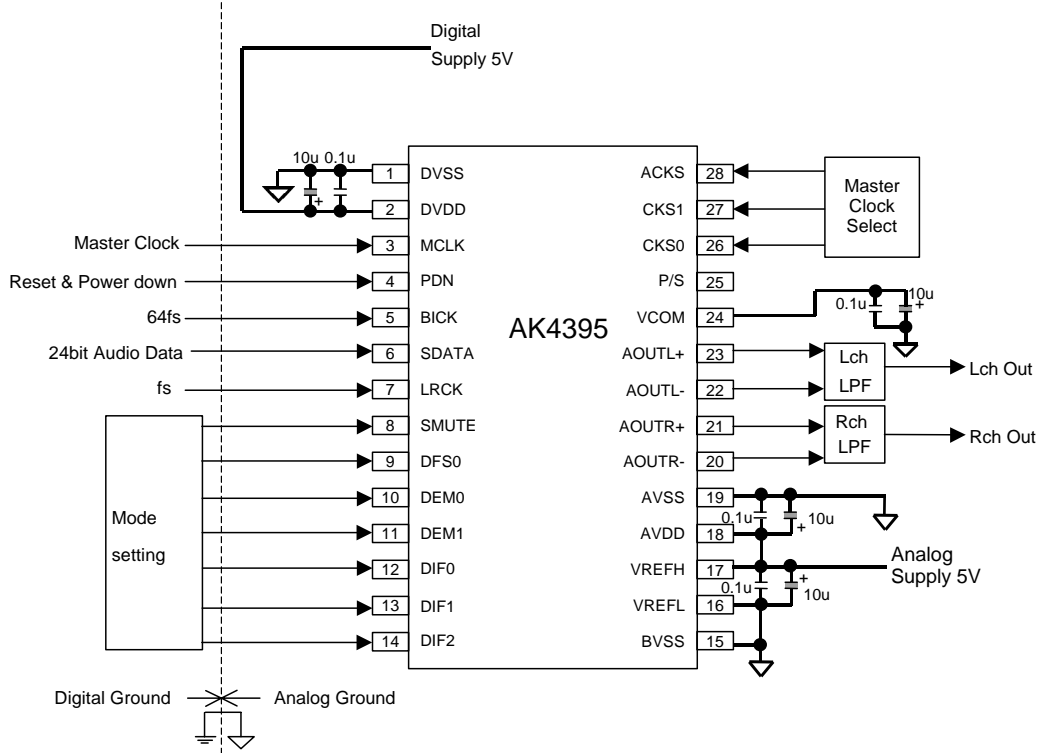 Digital
Supply 5V
10u 0.1u
+
1 DVSS
2 DVDD
Master Clock 3 MCLK
Reset & Power down 4 PDN
64fs 5 BICK
24bit Audio Data 6 SDATA
fs 7 LRCK
8 SMUTE
9 DFS0
10 DEM0
11 DEM1
12 DIF0
13 DIF1
14 DIF2
Mode
setting
AK4395
ACKS 28
CKS1 27
CKS0 26
P/S 25
VCOM 24
AOUTL+ 23
AOUTL- 22
AOUTR+ 21
AOUTR- 20
AVSS 19
AVDD 18
VREFH 17
VREFL 16
BVSS 15
Master
Clock
Select
0.1u 10u
+
Lch
LPF
Lch Out
Rch
LPF
Rch Out
0.1u 10u
+
Analog
Supply 5V
+
0.1u 10u
Digital Ground Analog Ground